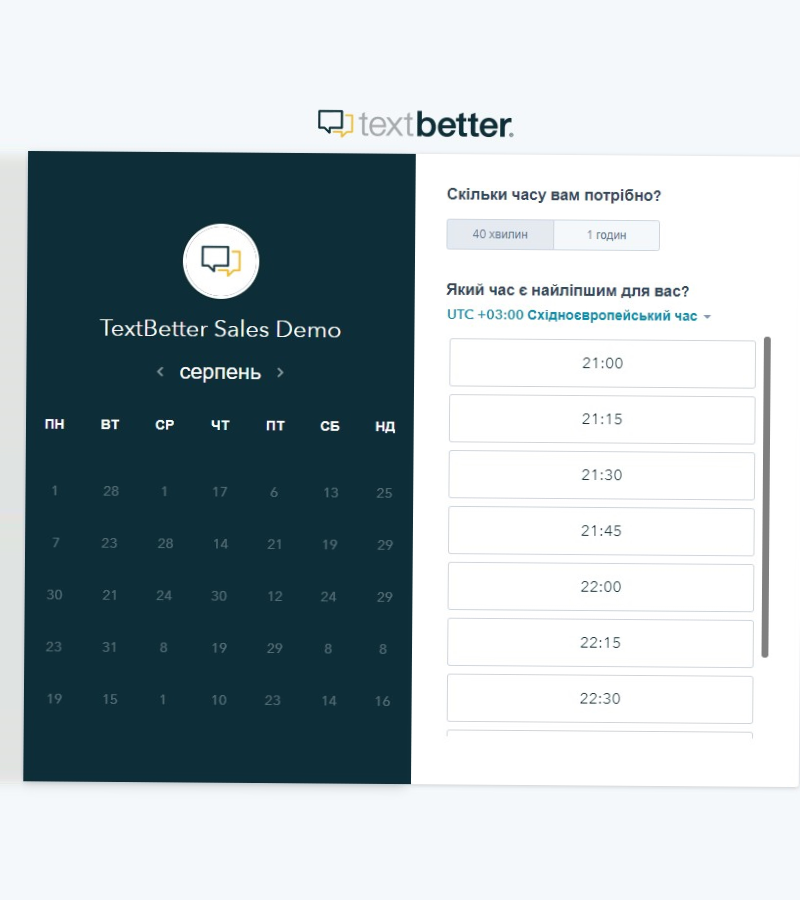 textbetter.
TextBetter Sales Demo
серпень
ПН ВТ СР ЧТ ПТ СБ НД
1 28 1 17 6 13 25
7 23 28 14 21 19 29
30 21 24 30 12 24 29
23 31 8 19 29 8 8
19 15 1 10 23 14 16
Скільки часу вам потрібно?
40 хвилин 1 годин
Який час є найліпшим для вас?
UTC +03:00 Східноєвропейський час
21:00
21:15
21:30
21:45
22:00
22:15
22:30